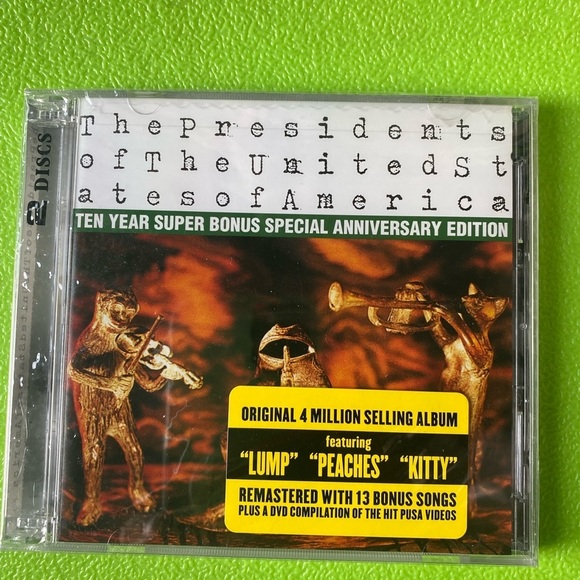 ThePresidents
ofTheUnitedSt
atesofAmerica
TEN YEAR SUPER BONUS SPECIAL ANNIVERSARY EDITION
2 DISCS
ORIGINAL 4 MILLION SELLING ALBUM
featuring
"LUMP" "PEACHES" "KITTY"
REMASTERED WITH 13 BONUS SONGS
PLUS A DVD COMPILATION OF THE HIT PUSA VIDEOS